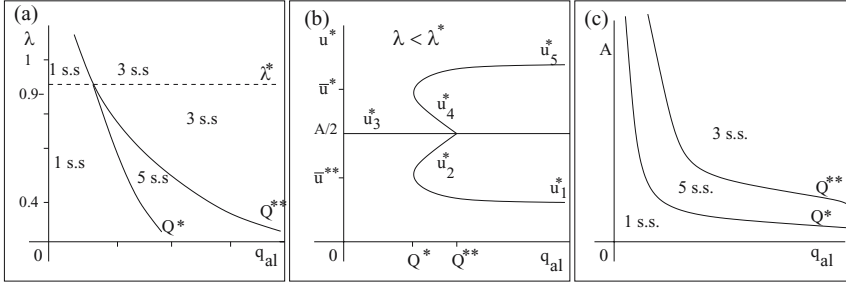 (a)
λ
1
1 s.s
3 s.s
λ*
0.9
3 s.s
1 s.s
5 s.s
0.4
Q*
Q**
0
q_al
(b)
u*
λ < λ*
u*_5
ū*
u*_4
u*_3
A/2
u*_2
ū**
u*_1
0
Q*
Q**
q_al
(c)
A
3 s.s.
5 s.s.
Q**
1 s.s.
Q*
0
q_al